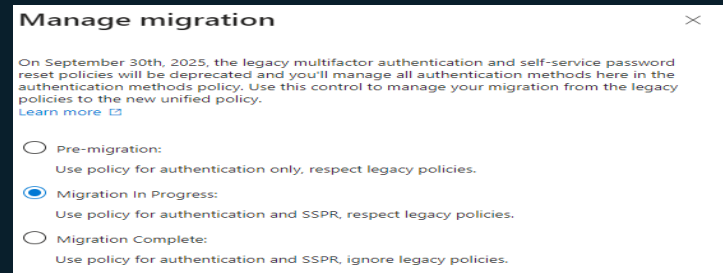 Manage migration
On September 30th, 2025, the legacy multifactor authentication and self-service password
reset policies will be deprecated and you'll manage all authentication methods here in the
authentication methods policy. Use this control to manage your migration from the legacy
policies to the new unified policy.
Learn more
Pre-migration:
Use policy for authentication only, respect legacy policies.
Migration In Progress:
Use policy for authentication and SSPR, respect legacy policies.
Migration Complete:
Use policy for authentication and SSPR, ignore legacy policies.